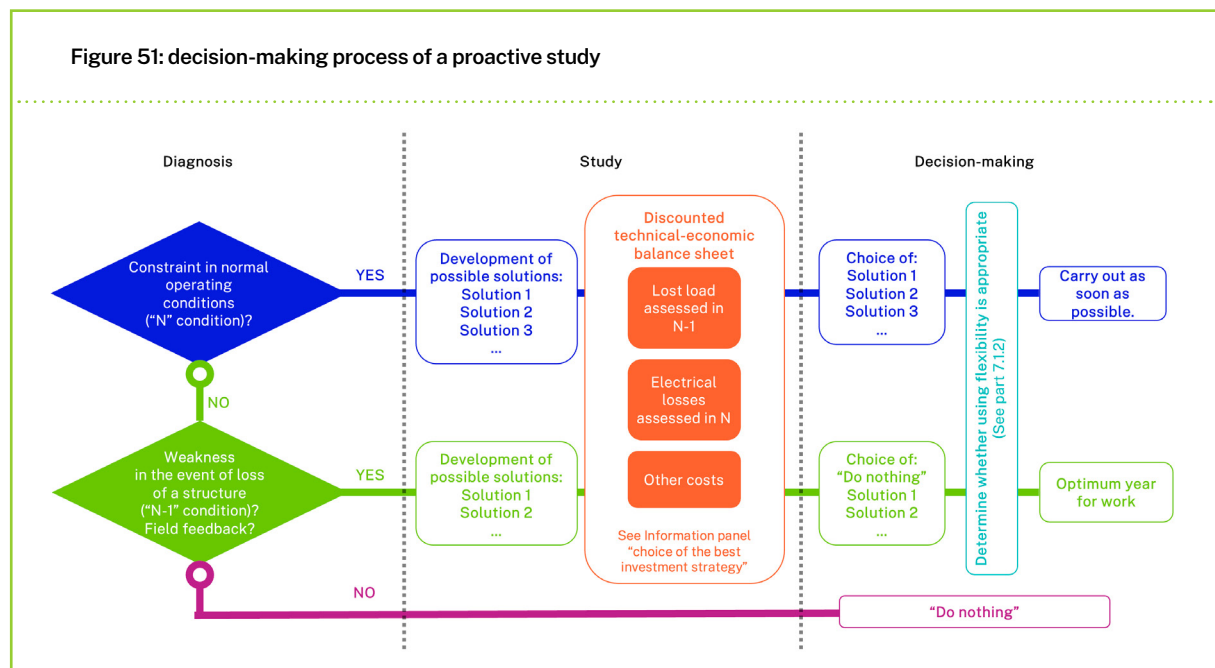 Figure 51: decision-making process of a proactive study
Diagnosis
Study
Decision-making
Constraint in normal
operating
conditions
(“N” condition)?
YES
Development of
possible solutions:
Solution 1
Solution 2
Solution 3
...
Discounted
technical-economic
balance sheet
Lost load
assessed in
N-1
Electrical
losses
assessed in N
Other costs
See Information panel
“choice of the best
investment strategy”
Choice of:
Solution 1
Solution 2
Solution 3
...
Determine whether using flexibility is appropriate
(See part 7.1.2)
Carry out as
soon as
possible.
NO
Weakness
in the event of loss
of a structure
(“N-1” condition)?
Field feedback?
YES
Development of
possible solutions:
Solution 1
Solution 2
...
Choice of:
“Do nothing”
Solution 1
Solution 2
...
Optimum year
for work
NO
“Do nothing”